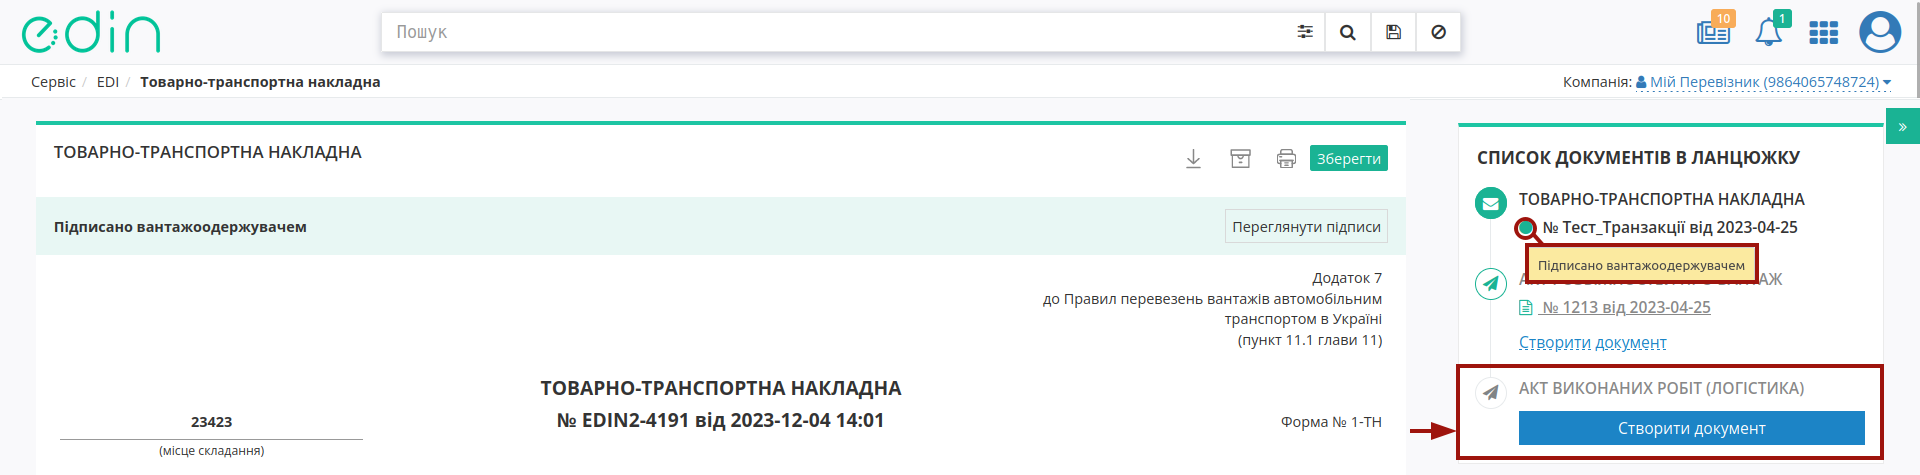 edin
Пошук
10
1
Сервіс / EDI / Товарно-транспортна накладна
Компанія: Мій Перевізник (9864065748724)
»
ТОВАРНО-ТРАНСПОРТНА НАКЛАДНА
Зберегти
Підписано вантажоодержувачем
Переглянути підписи
Додаток 7
до Правил перевезень вантажів автомобільним
транспортом в Україні
(пункт 11.1 глави 11)
ТОВАРНО-ТРАНСПОРТНА НАКЛАДНА
№ EDIN2-4191 від 2023-12-04 14:01
23423
(місце складання)
Форма № 1-ТН
СПИСОК ДОКУМЕНТІВ В ЛАНЦЮЖКУ
ТОВАРНО-ТРАНСПОРТНА НАКЛАДНА
№ Тест_Транзакції від 2023-04-25
Підписано вантажоодержувачем
№ 1213 від 2023-04-25
Створити документ
АКТ ВИКОНАНИХ РОБІТ (ЛОГІСТИКА)
Створити документ